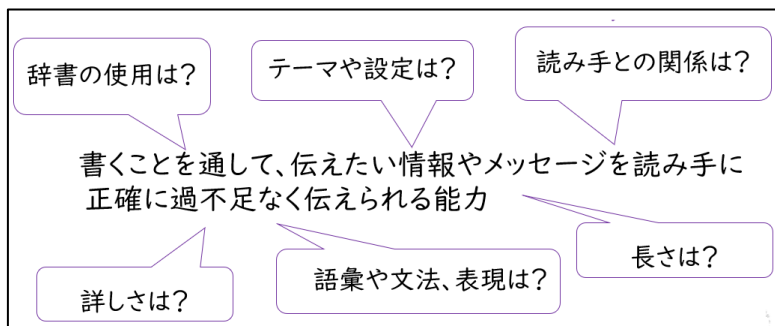 辞書の使用は？
テーマや設定は？
読み手との関係は？
書くことを通して、伝えたい情報やメッセージを読み手に
正確に過不足なく伝えられる能力
詳しさは？
語彙や文法、表現は？
長さは？